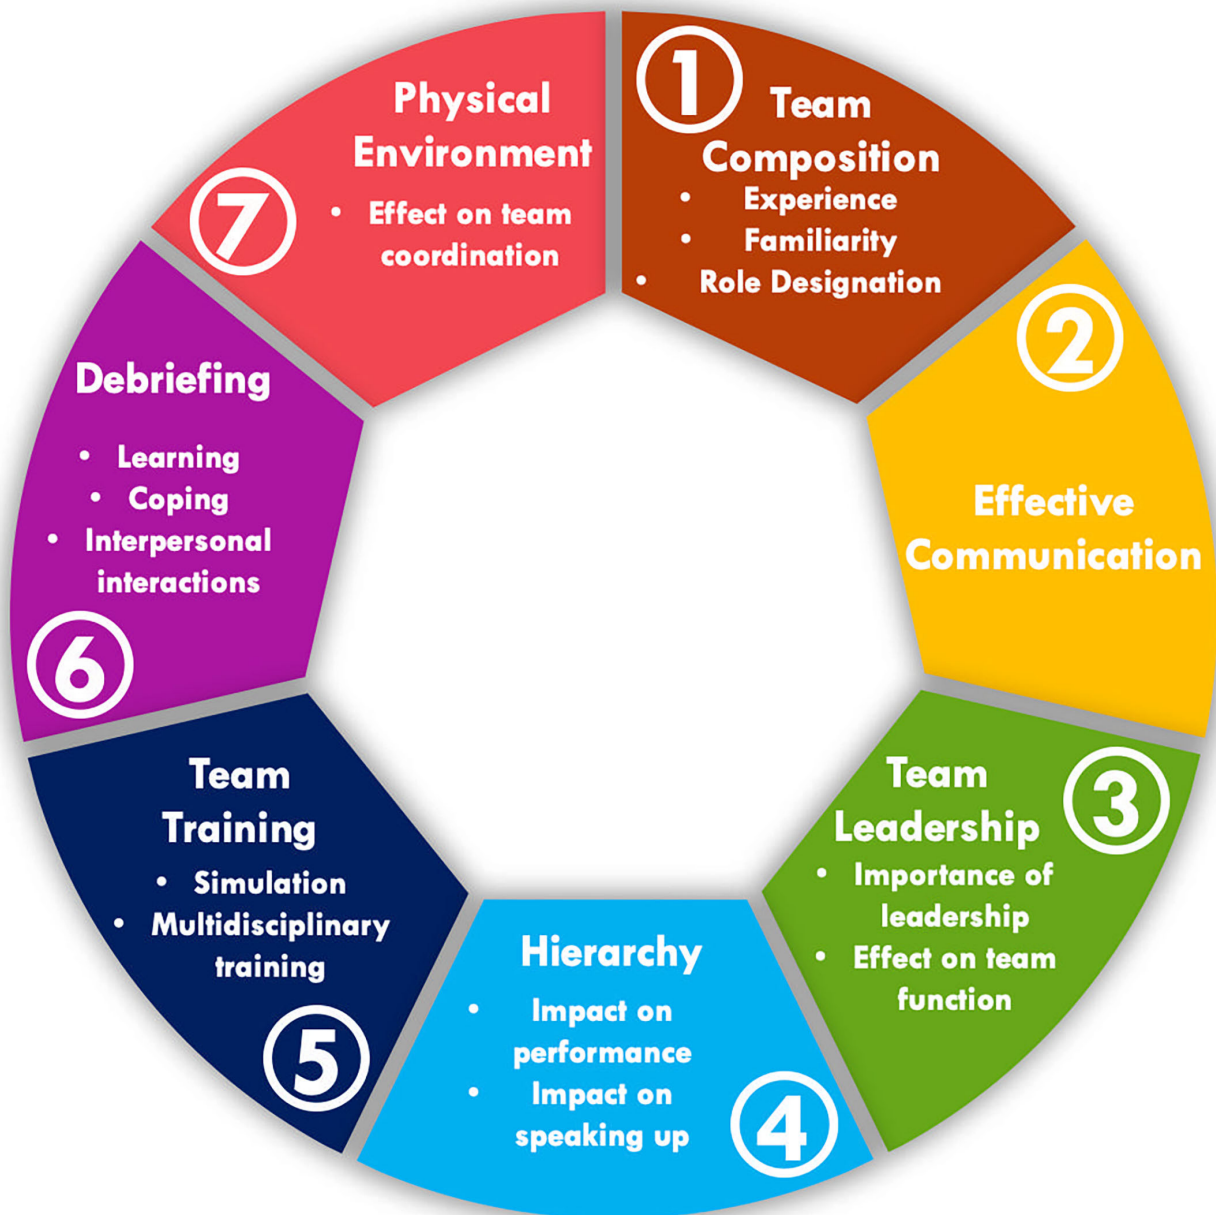 1
Team
Composition
• Experience
• Familiarity
• Role Designation
2
Effective
Communication
3
Team
Leadership
• Importance of
leadership
• Effect on team
function
4
Hierarchy
• Impact on
performance
• Impact on
speaking up
5
Team
Training
• Simulation
• Multidisciplinary
training
6
Debriefing
• Learning
• Coping
• Interpersonal
interactions
7
Physical
Environment
• Effect on team
coordination